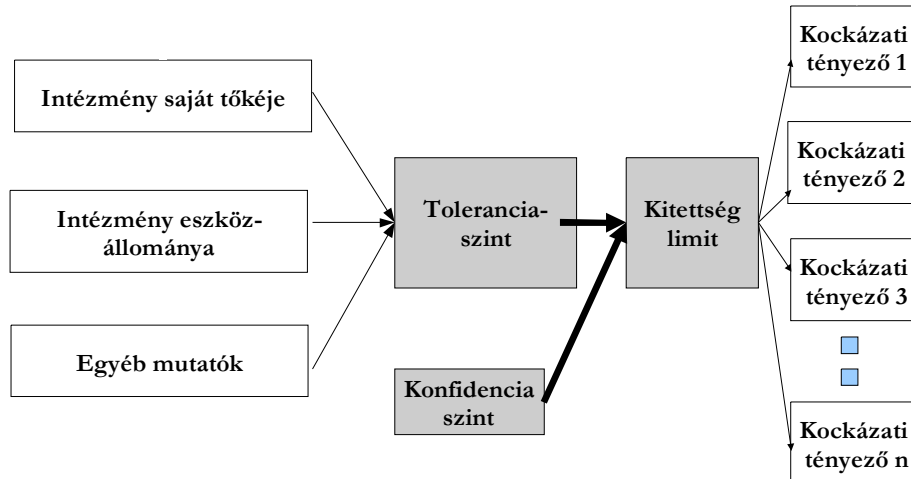 Intézmény saját tőkéje
Intézmény eszköz-
állománya
Egyéb mutatók
Tolerancia-
szint
Konfidencia
szint
Kitettség
limit
Kockázati
tényező 1
Kockázati
tényező 2
Kockázati
tényező 3
Kockázati
tényező n